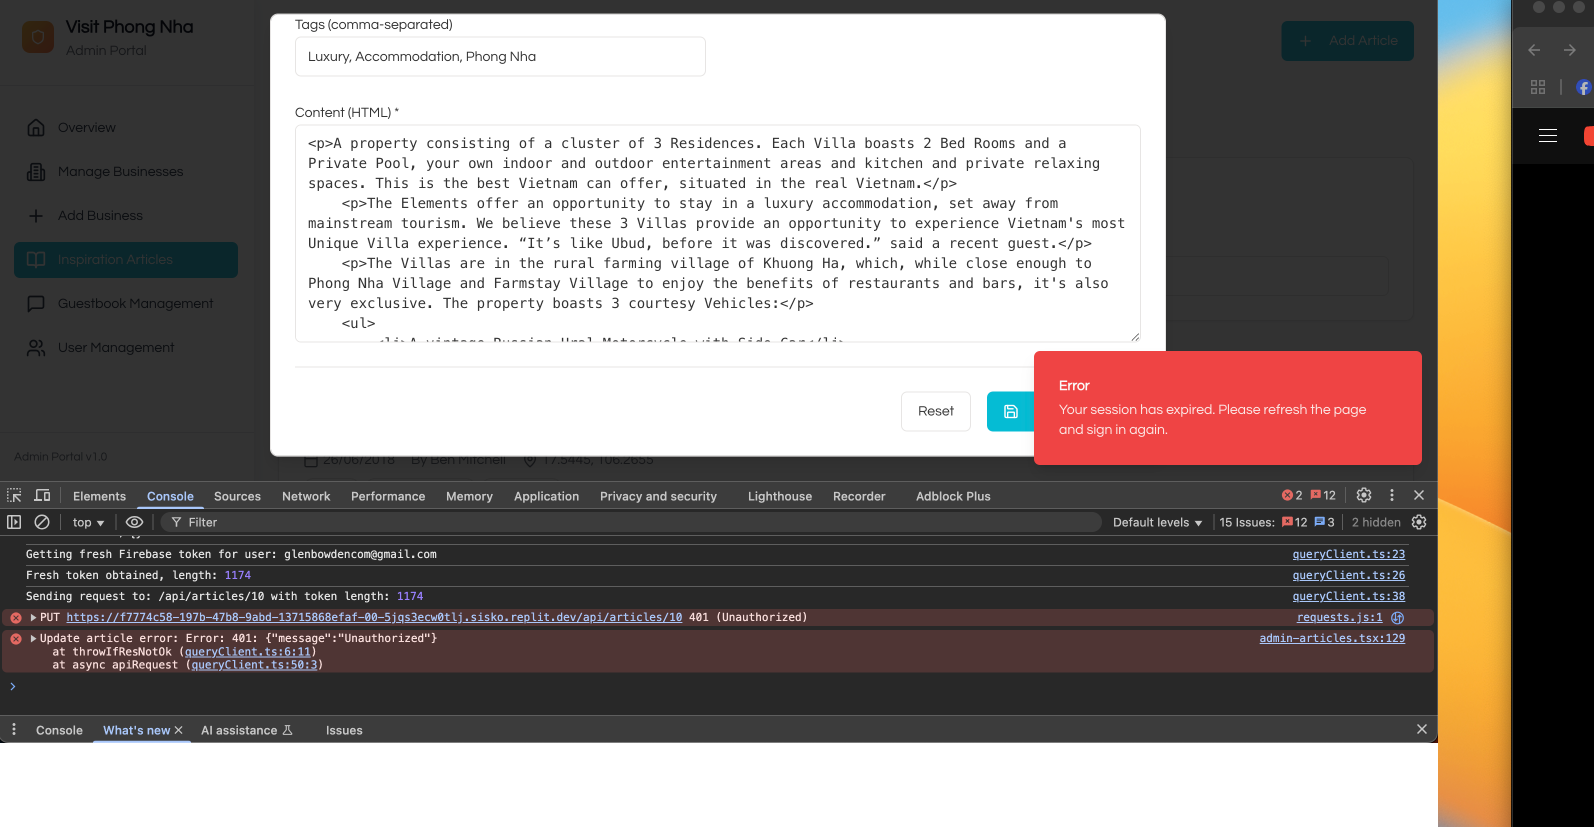 Visit Phong Nha
Admin Portal
Overview
Manage Businesses
Add Business
Inspiration Articles
Guestbook Management
User Management
Admin Portal v1.0
Add Article
Tags (comma-separated)
Luxury, Accommodation, Phong Nha
Content (HTML) *
<p>A property consisting of a cluster of 3 Residences. Each Villa boasts 2 Bed Rooms and a
Private Pool, your own indoor and outdoor entertainment areas and kitchen and private relaxing
spaces. This is the best Vietnam can offer, situated in the real Vietnam.</p>
<p>The Elements offer an opportunity to stay in a luxury accommodation, set away from
mainstream tourism. We believe these 3 Villas provide an opportunity to experience Vietnam's most
Unique Villa experience. “It’s like Ubud, before it was discovered.” said a recent guest.</p>
<p>The Villas are in the rural farming village of Khuong Ha, which, while close enough to
Phong Nha Village and Farmstay Village to enjoy the benefits of restaurants and bars, it's also
very exclusive. The property boasts 3 courtesy Vehicles:</p>
<ul>
<li>A vintage Russian Ural Motorcycle with Side Car</li>
Reset
Error
Your session has expired. Please refresh the page
and sign in again.
26/06/2018 By Ben Mitchell 17.5445, 106.2655
Elements Console Sources Network Performance Memory Application Privacy and security Lighthouse Recorder Adblock Plus 2 12
top Filter Default levels 15 Issues: 12 3 2 hidden
Getting fresh Firebase token for user: glenbowdencom@gmail.com queryClient.ts:23
Fresh token obtained, length: 1174 queryClient.ts:26
Sending request to: /api/articles/10 with token length: 1174 queryClient.ts:38
PUT https://f7774c58-197b-47b8-9abd-13715868efaf-00-5jqs3ecw0tlj.sisko.replit.dev/api/articles/10 401 (Unauthorized) requests.js:1
Update article error: Error: 401: {"message":"Unauthorized"} admin-articles.tsx:129
at throwIfResNotOk (queryClient.ts:6:11)
at async apiRequest (queryClient.ts:50:3)
Console What's new AI assistance Issues